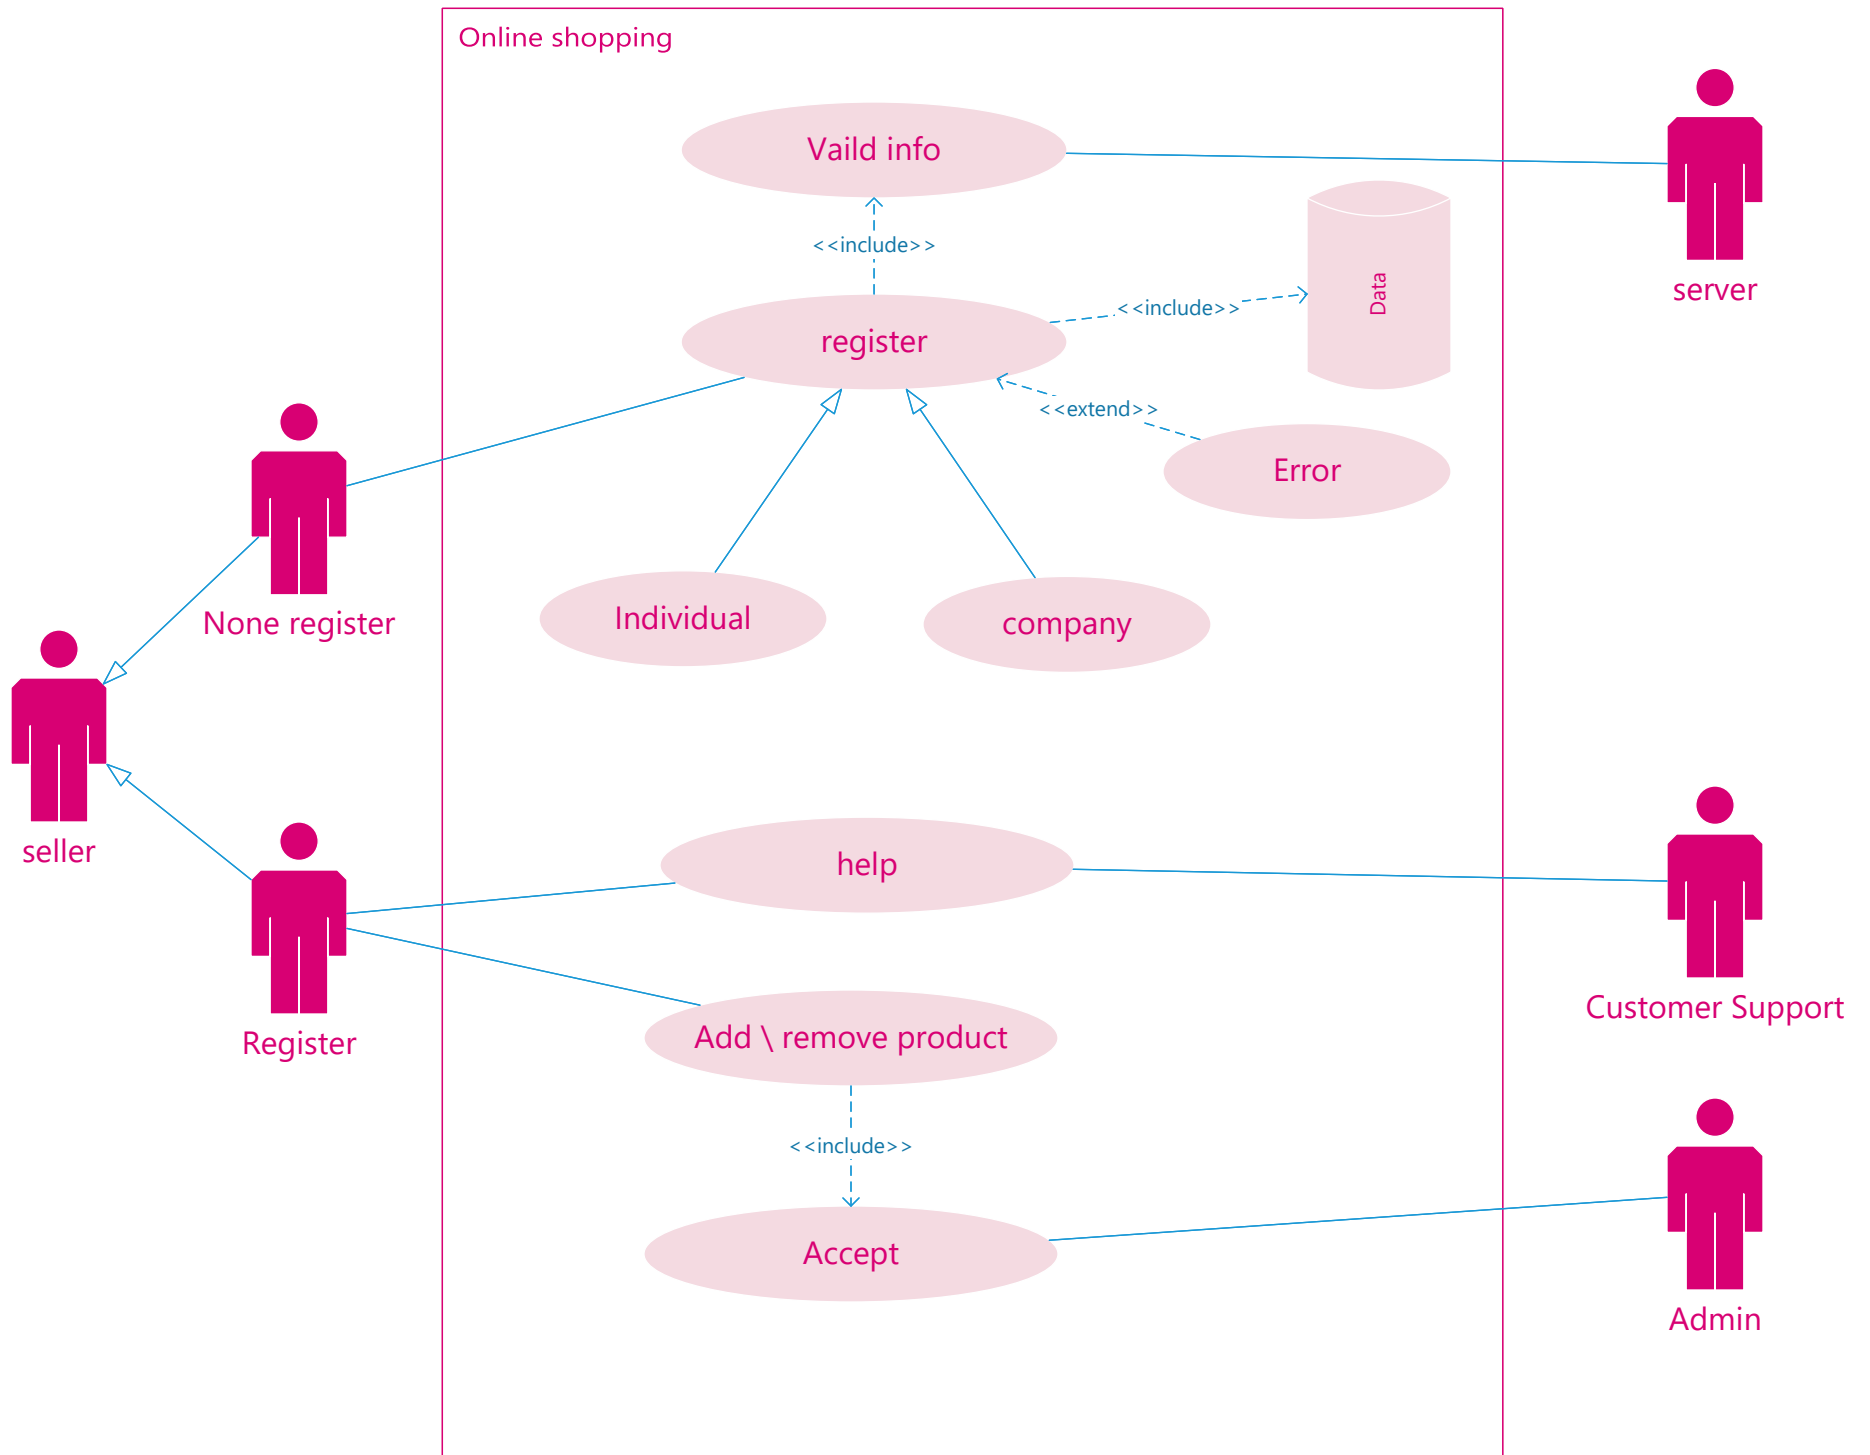 Online shopping
Vaild info
<<include>>
server
Data
<<include>>
register
<<extend>>
Error
None register
Individual
company
seller
help
Customer Support
Register
Add \ remove product
<<include>>
Accept
Admin